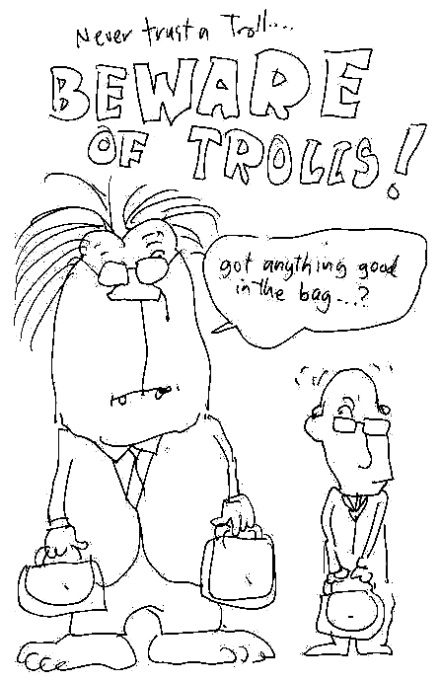 Never trust a Troll....
BEWARE
OF TROLLS!
got anything good
in the bag...?